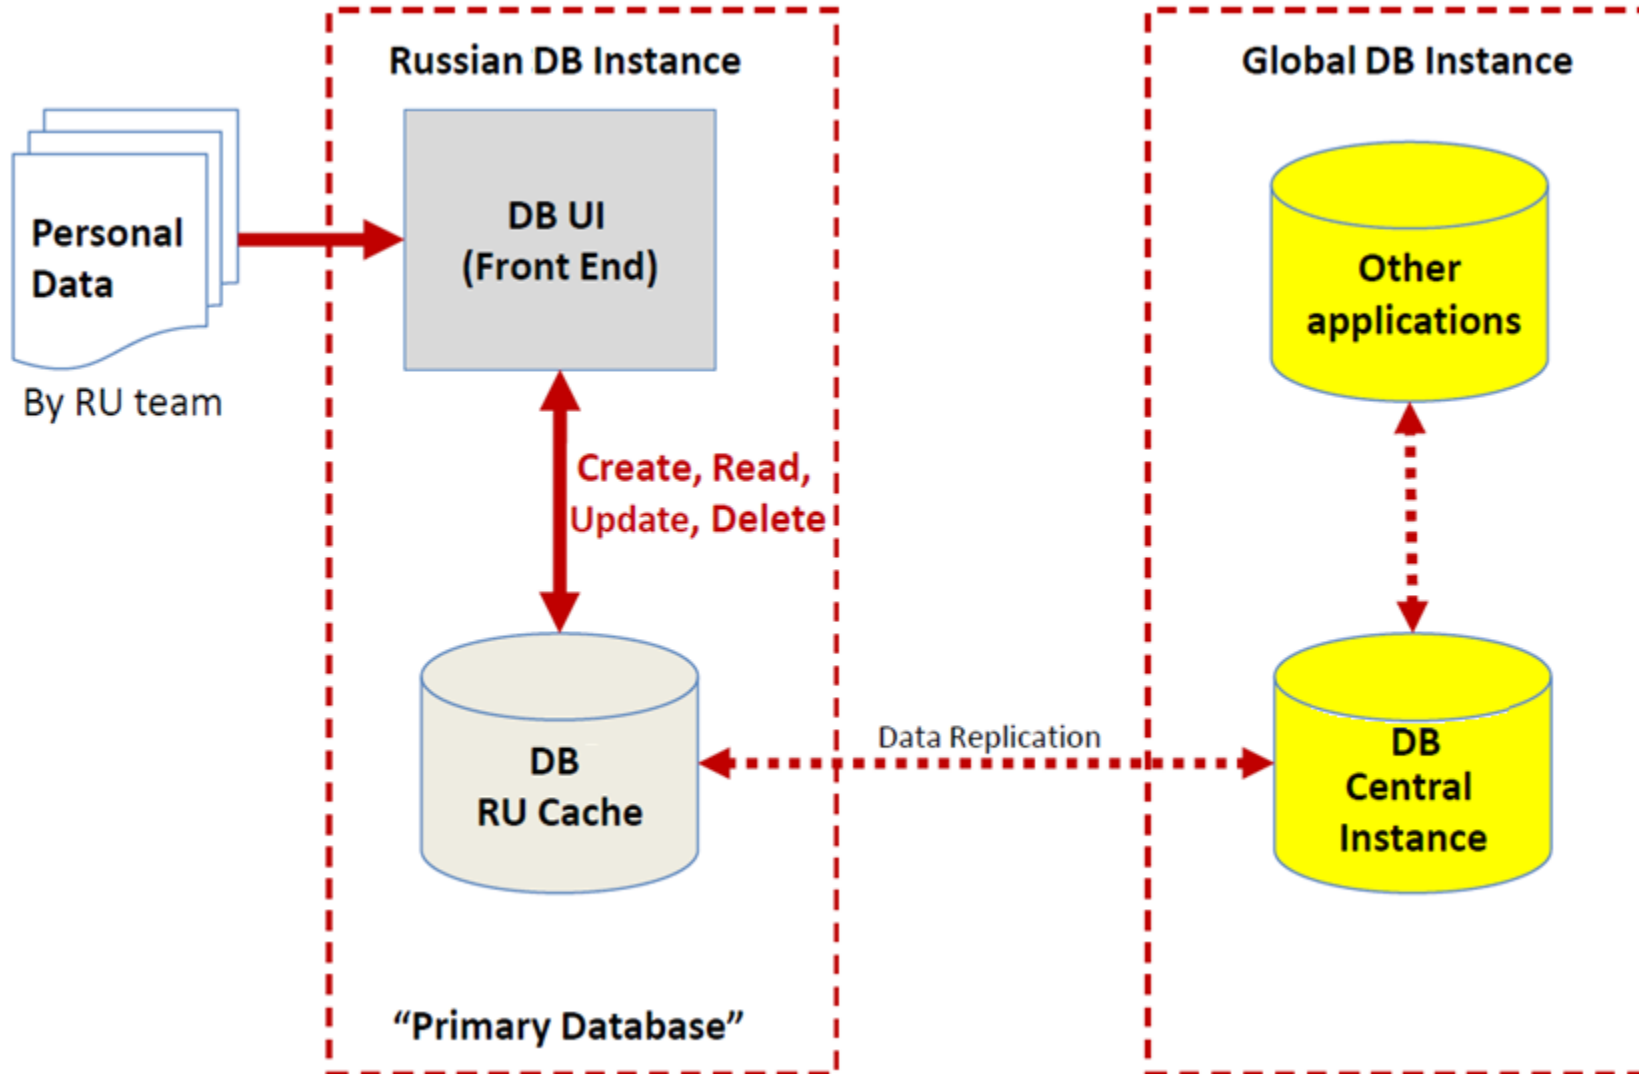 Russian DB Instance
Global DB Instance
Personal
Data
By RU team
DB UI
(Front End)
Other
applications
Create, Read,
Update, Delete
Data Replication
DB
RU Cache
DB
Central
Instance
“Primary Database”